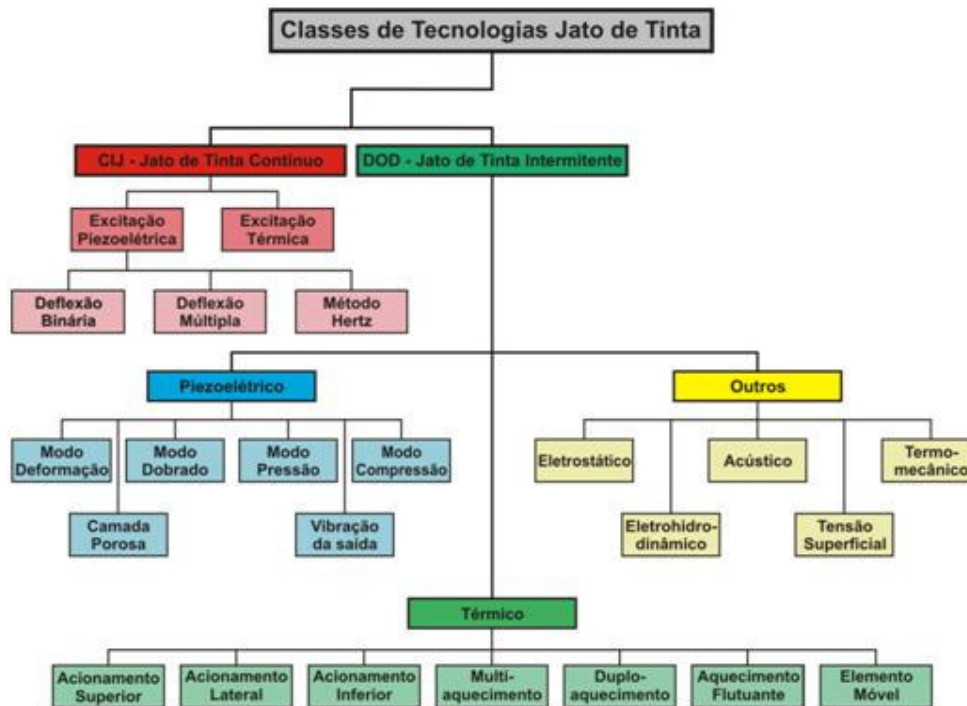 Classes de Tecnologias Jato de Tinta
CIJ - Jato de Tinta Contínuo
DOD - Jato de Tinta Intermitente
Excitação
Piezoelétrica
Excitação
Térmica
Deflexão
Binária
Deflexão
Múltipla
Método
Hertz
Piezoelétrico
Outros
Modo
Deformação
Modo
Dobrado
Modo
Pressão
Modo
Compressão
Eletrostático
Acústico
Termo-
mecânico
Camada
Porosa
Vibração
da saída
Eletrohidro-
dinâmico
Tensão
Superficial
Térmico
Acionamento
Superior
Acionamento
Lateral
Acionamento
Inferior
Multi-
aquecimento
Duplo-
aquecimento
Aquecimento
Flutuante
Elemento
Móvel